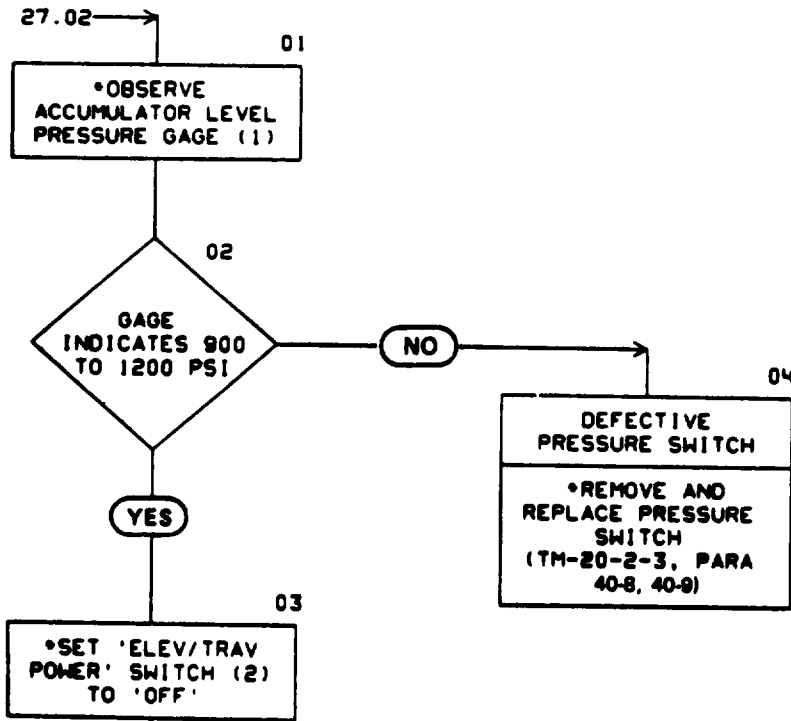 27.02
01
*OBSERVE
ACCUMULATOR LEVEL
PRESSURE GAGE (1)
02
GAGE
INDICATES 900
TO 1200 PSI
NO
04
DEFECTIVE
PRESSURE SWITCH
*REMOVE AND
REPLACE PRESSURE
SWITCH
(TM-20-2-3, PARA
40-8, 40-9)
YES
03
*SET 'ELEV/TRAV
POWER' SWITCH (2)
TO 'OFF'